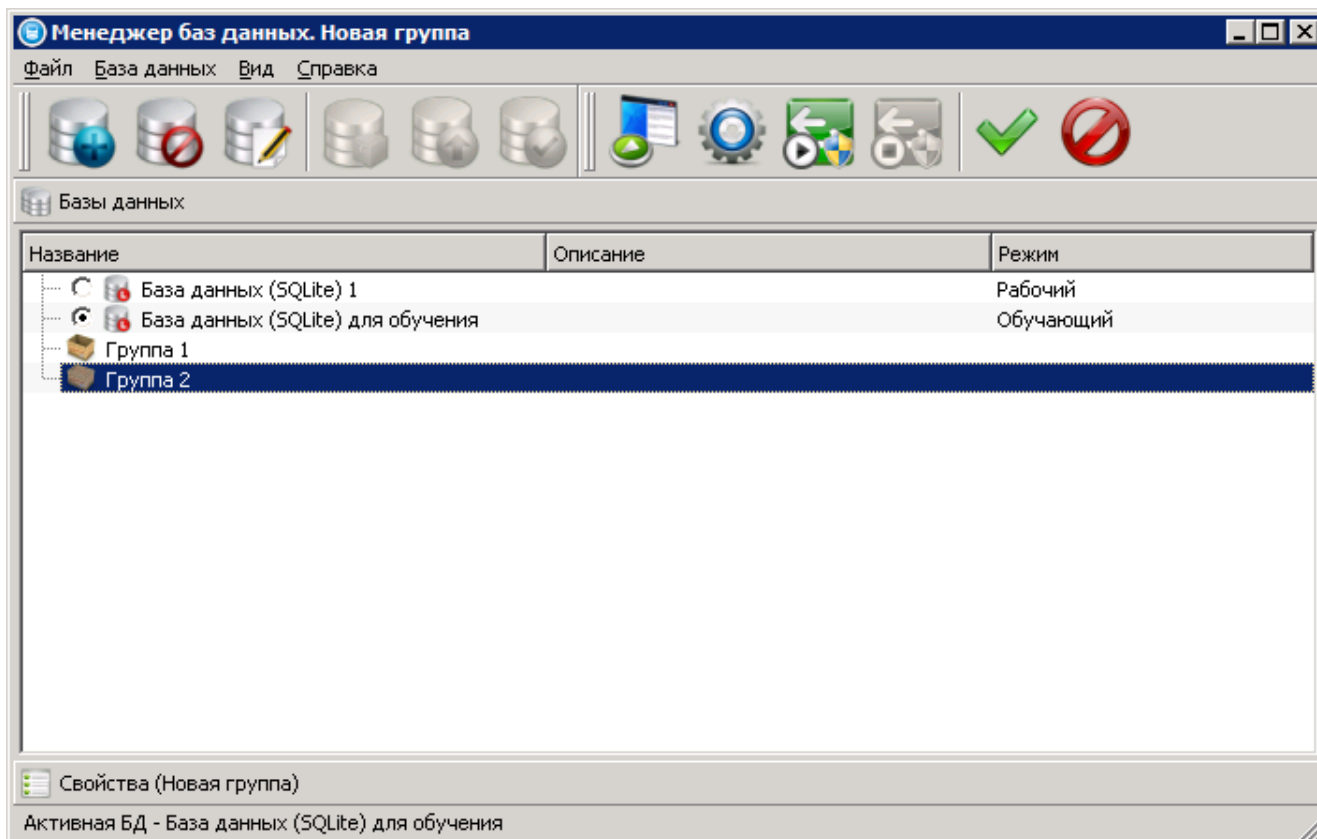 Менеджер баз данных. Новая группа
Файл База данных Вид Справка
Базы данных
Название Описание Режим
База данных (SQLite) 1 Рабочий
База данных (SQLite) для обучения Обучающий
Группа 1
Группа 2
Свойства (Новая группа)
Активная БД - База данных (SQLite) для обучения